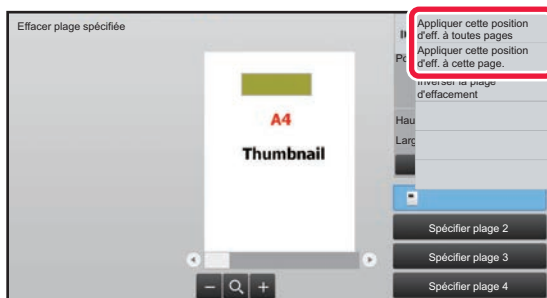 Effacer plage spécifiée
A4
Thumbnail
Appliquer cette position
d'eff. à toutes pages
Appliquer cette position
d'eff. à cette page.
Inverser la plage
d'effacement
Spécifier plage 2
Spécifier plage 3
Spécifier plage 4